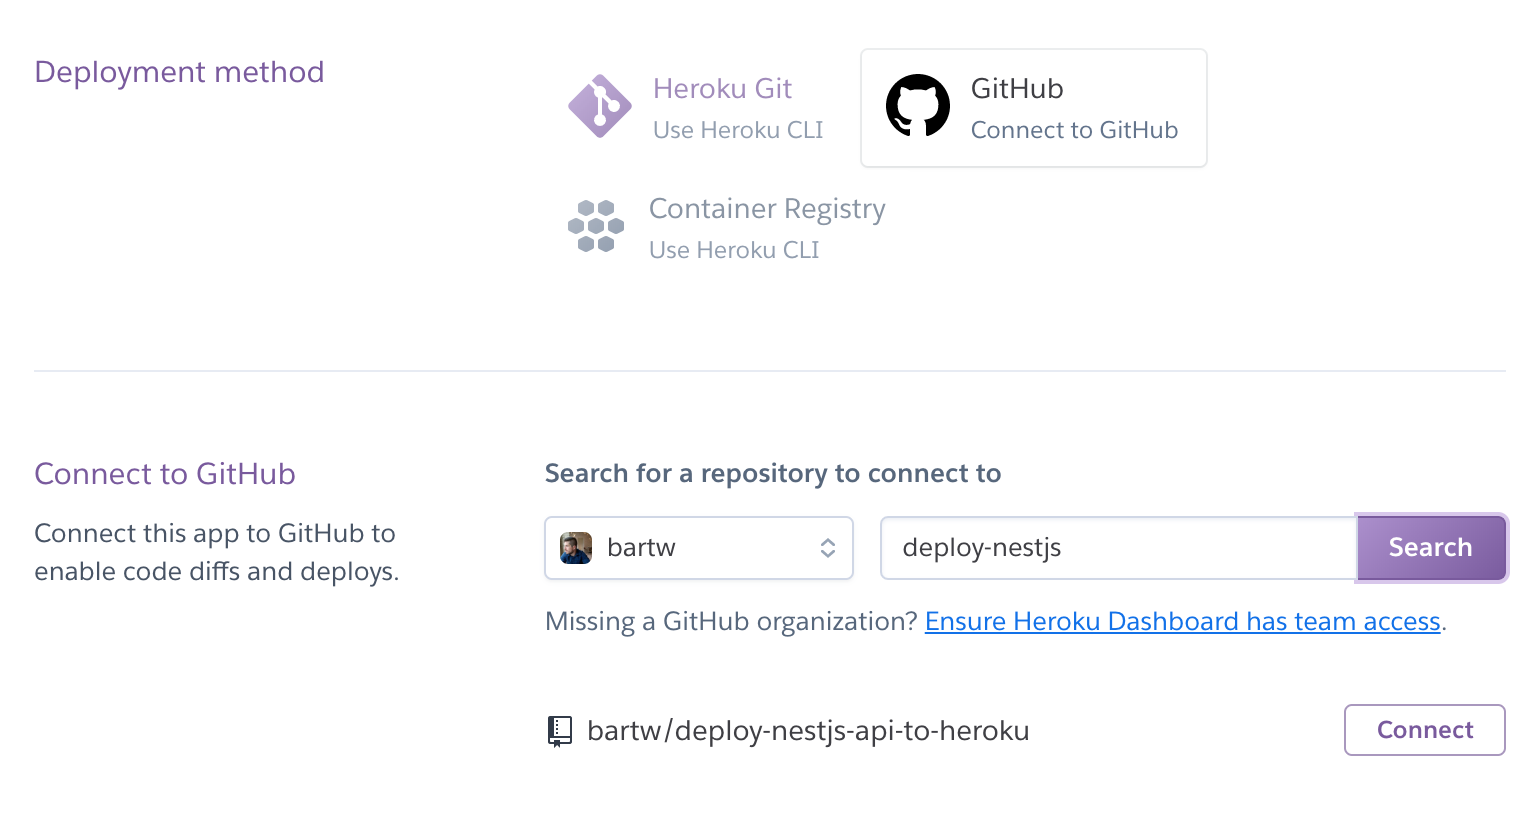 Deployment method
Heroku Git
Use Heroku CLI
GitHub
Connect to GitHub
Container Registry
Use Heroku CLI
Connect to GitHub
Connect this app to GitHub to
enable code diffs and deploys.
Search for a repository to connect to
bartw
deploy-nestjs
Search
Missing a GitHub organization? Ensure Heroku Dashboard has team access.
bartw/deploy-nestjs-api-to-heroku
Connect